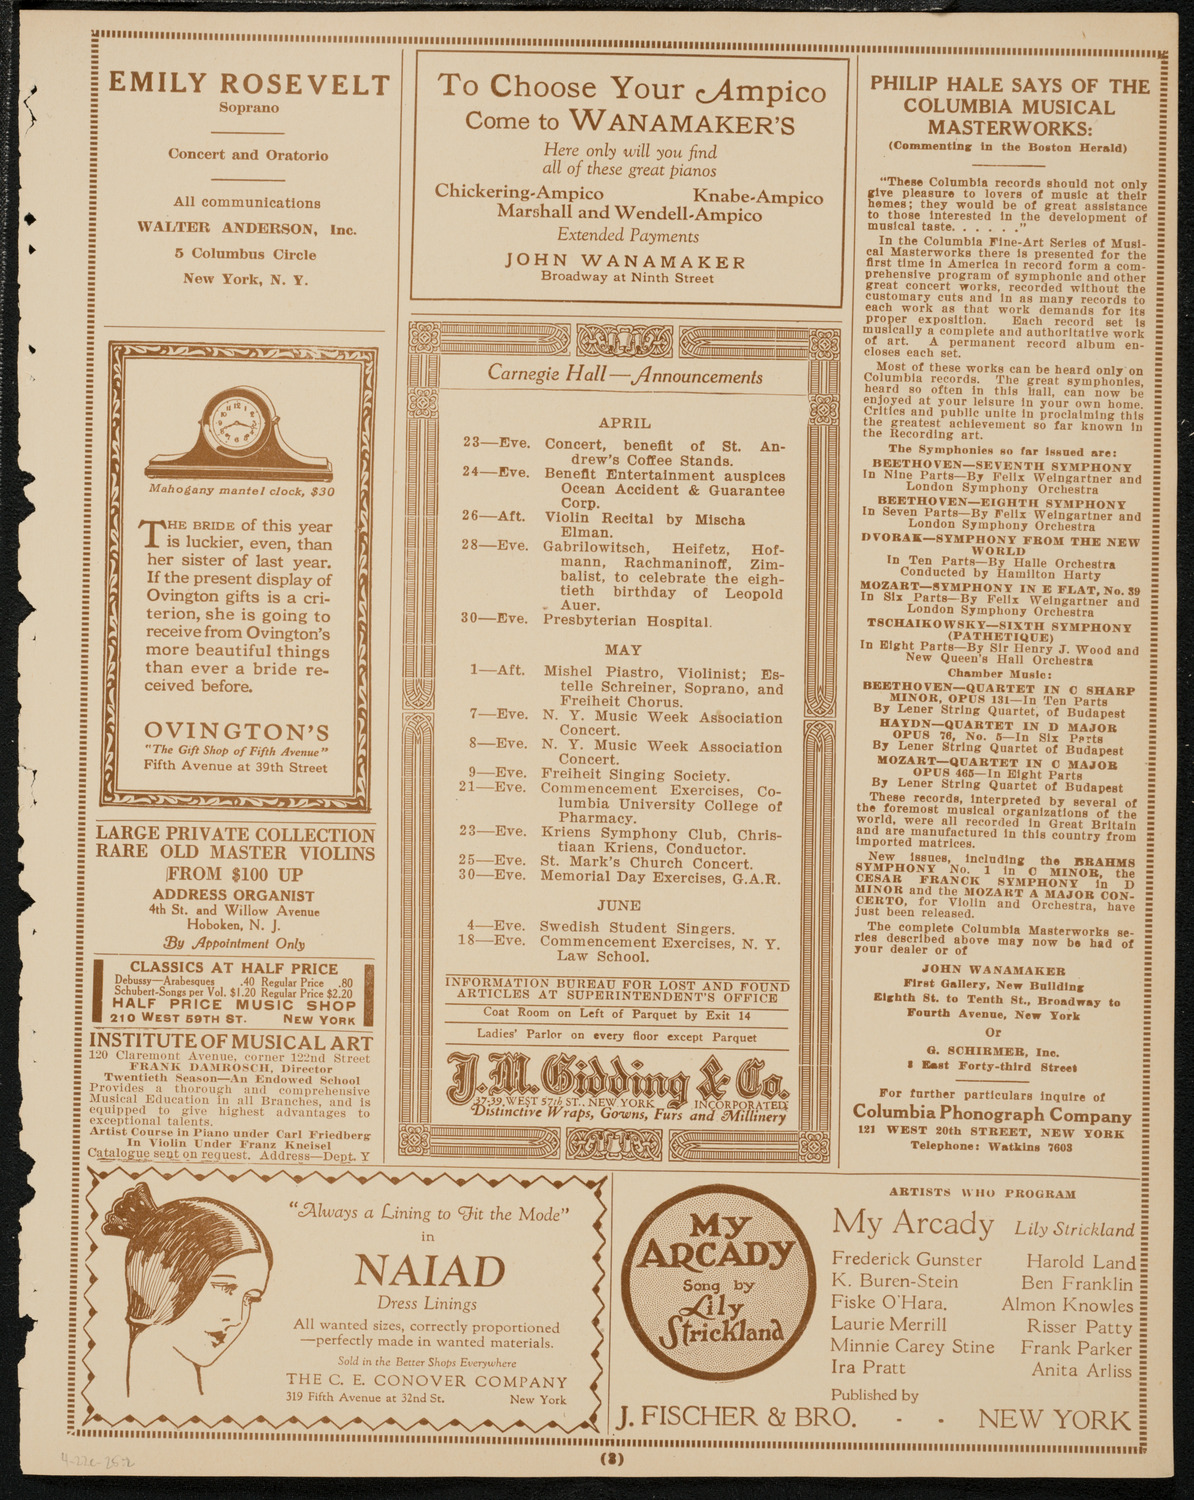 EMILY ROSEVELT
Soprano
Concert and Oratorio
All communications
WALTER ANDERSON, Inc.
5 Columbus Circle
New York, N. Y.
Mahogany mantel clock, $30
THE BRIDE of this year
is luckier, even, than
her sister of last year.
If the present display of
Ovington gifts is a cri-
terion, she is going to
receive from Ovington's
more beautiful things
than ever a bride re-
ceived before.
OVINGTON'S
"The Gift Shop of Fifth Avenue"
Fifth Avenue at 39th Street
LARGE PRIVATE COLLECTION
RARE OLD MASTER VIOLINS
FROM $100 UP
ADDRESS ORGANIST
4th St. and Willow Avenue
Hoboken, N. J.
By Appointment Only
CLASSICS AT HALF PRICE
Debussy—Arabesques .40 Regular Price .80
Schubert-Songs per Vol. $1.20 Regular Price $2.20
HALF PRICE MUSIC SHOP
210 WEST 59TH ST. NEW YORK
INSTITUTE OF MUSICAL ART
120 Claremont Avenue, corner 122nd Street
FRANK DAMROSCH, Director
Twentieth Season—An Endowed School
Provides a thorough and comprehensive
Musical Education in all Branches, and is
equipped to give highest advantages to
exceptional talents.
Artist Course in Piano under Carl Friedberg
In Violin Under Franz Kneisel
Catalogue sent on request. Address—Dept. Y
To Choose Your Ampico
Come to WANAMAKER'S
Here only will you find
all of these great pianos
Chickering-Ampico Knabe-Ampico
Marshall and Wendell-Ampico
Extended Payments
JOHN WANAMAKER
Broadway at Ninth Street
Carnegie Hall—Announcements
APRIL
23—Eve. Concert, benefit of St. An-
drew's Coffee Stands.
24—Eve. Benefit Entertainment auspices
Ocean Accident & Guarantee
Corp.
26—Aft. Violin Recital by Mischa
Elman.
28—Eve. Gabrilowitsch, Heifetz, Hof-
mann, Rachmaninoff, Zim-
balist, to celebrate the eigh-
tieth birthday of Leopold
Auer.
30—Eve. Presbyterian Hospital.
MAY
1—Aft. Mishel Piastro, Violinist; Es-
telle Schreiner, Soprano, and
Freiheit Chorus.
7—Eve. N. Y. Music Week Association
Concert.
8—Eve. N. Y. Music Week Association
Concert.
9—Eve. Freiheit Singing Society.
21—Eve. Commencement Exercises, Co-
lumbia University College of
Pharmacy.
23—Eve. Kriens Symphony Club, Chris-
tiaan Kriens, Conductor.
25—Eve. St. Mark's Church Concert.
30—Eve. Memorial Day Exercises, G.A.R.
JUNE
4—Eve. Swedish Student Singers.
18—Eve. Commencement Exercises, N. Y.
Law School.
INFORMATION BUREAU FOR LOST AND FOUND
ARTICLES AT SUPERINTENDENT'S OFFICE
Coat Room on Left of Parquet by Exit 14
Ladies' Parlor on every floor except Parquet
J. M. Gidding & Co.
37-39 WEST 57th ST., NEW YORK INCORPORATED
Distinctive Wraps, Gowns, Furs and Millinery
PHILIP HALE SAYS OF THE
COLUMBIA MUSICAL
MASTERWORKS:
(Commenting in the Boston Herald)
"These Columbia records should not only
give pleasure to lovers of music at their
homes; they would be of great assistance
to those interested in the development of
musical taste. . . . . ."
In the Columbia Fine-Art Series of Musi-
cal Masterworks there is presented for the
first time in America in record form a com-
prehensive program of symphonic and other
great concert works, recorded without the
customary cuts and in as many records to
each work as that work demands for its
proper exposition. Each record set is
musically a complete and authoritative work
of art. A permanent record album en-
closes each set.
Most of these works can be heard only on
Columbia records. The great symphonies,
heard so often in this hall, can now be
enjoyed at your leisure in your own home.
Critics and public unite in proclaiming this
the greatest achievement so far known in
the Recording art.
The Symphonies so far issued are:
BEETHOVEN—SEVENTH SYMPHONY
In Nine Parts—By Felix Weingartner and
London Symphony Orchestra
BEETHOVEN—EIGHTH SYMPHONY
In Seven Parts—By Felix Weingartner and
London Symphony Orchestra
DVORAK—SYMPHONY FROM THE NEW
WORLD
In Ten Parts—By Halle Orchestra
Conducted by Hamilton Harty
MOZART—SYMPHONY IN E FLAT, No. 39
In Six Parts—By Felix Weingartner and
London Symphony Orchestra
TSCHAIKOWSKY—SIXTH SYMPHONY
(PATHETIQUE)
In Eight Parts—By Sir Henry J. Wood and
New Queen's Hall Orchestra
Chamber Music:
BEETHOVEN—QUARTET IN C SHARP
MINOR, OPUS 131—In Ten Parts
By Lener String Quartet, of Budapest
HAYDN—QUARTET IN D MAJOR
OPUS 76, No. 5—In Six Parts
By Lener String Quartet of Budapest
MOZART—QUARTET IN C MAJOR
OPUS 465—In Eight Parts
By Lener String Quartet of Budapest
These records, interpreted by several of
the foremost musical organizations of the
world, were all recorded in Great Britain
and are manufactured in this country from
imported matrices.
New issues, including the BRAHMS
SYMPHONY No. 1 in C MINOR, the
CESAR FRANCK SYMPHONY in D
MINOR and the MOZART A MAJOR CON-
CERTO, for Violin and Orchestra, have
just been released.
The complete Columbia Masterworks se-
ries described above may now be had of
your dealer or of
JOHN WANAMAKER
First Gallery, New Building
Eighth St. to Tenth St., Broadway to
Fourth Avenue, New York
Or
G. SCHIRMER, Inc.
8 East Forty-third Street
For further particulars inquire of
Columbia Phonograph Company
121 WEST 20th STREET, NEW YORK
Telephone: Watkins 7603
"Always a Lining to Fit the Mode"
in
NAIAD
Dress Linings
All wanted sizes, correctly proportioned
—perfectly made in wanted materials.
Sold in the Better Shops Everywhere
THE C. E. CONOVER COMPANY
319 Fifth Avenue at 32nd St. New York
My
ARCADY
Song by
Lily
Strickland
ARTISTS WHO PROGRAM
My Arcady Lily Strickland
Frederick Gunster Harold Land
K. Buren-Stein Ben Franklin
Fiske O'Hara. Almon Knowles
Laurie Merrill Risser Patty
Minnie Carey Stine Frank Parker
Ira Pratt Anita Arliss
Published by
J. FISCHER & BRO. - - NEW YORK
(3)
4-22e-25:2